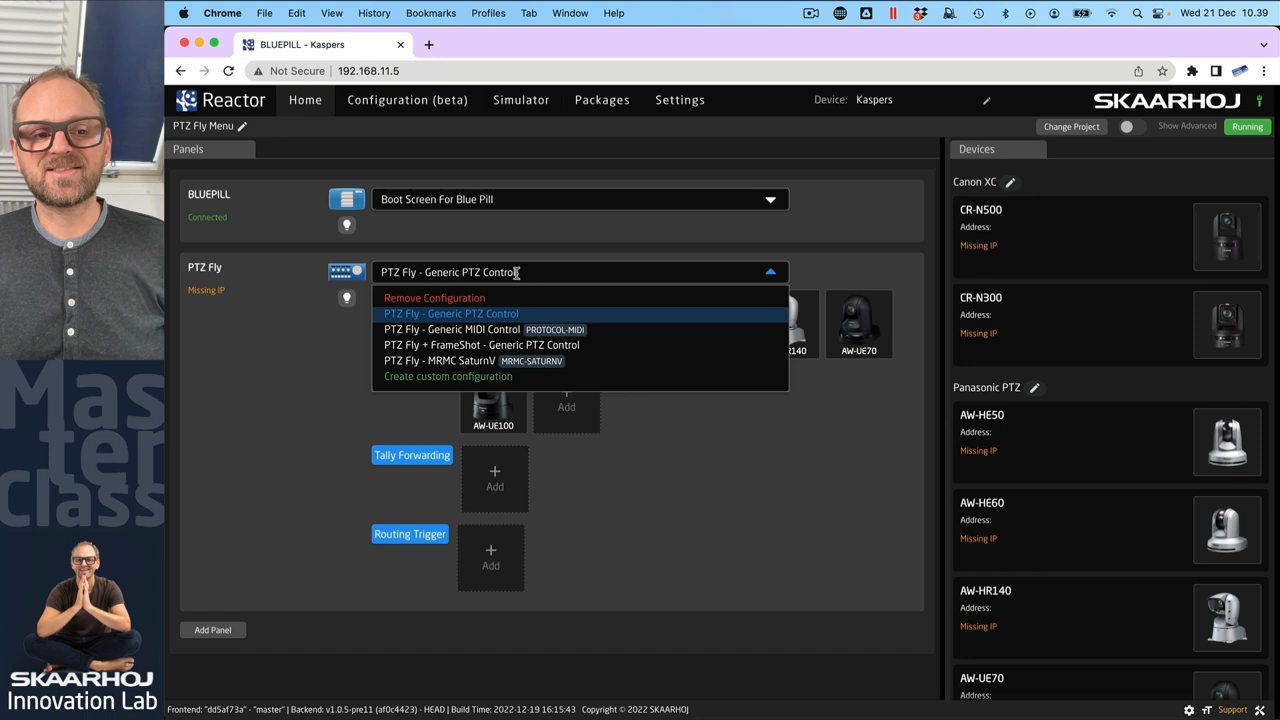 Chrome File Edit View History Bookmarks Profiles Tab Window Help Wed 21 Dec 10.39
BLUEPILL - Kaspers
Not Secure 192.168.11.5
Reactor Home Configuration (beta) Simulator Packages Settings Device: Kaspers SKAARHOJ
PTZ Fly Menu Change Project Show Advanced Running
Panels
Devices
BLUEPILL
Connected
Boot Screen For Blue Pill
PTZ Fly
Missing IP
PTZ Fly - Generic PTZ Control
Remove Configuration
PTZ Fly - Generic PTZ Control
PTZ Fly - Generic MIDI Control PROTOCOL-MIDI
PTZ Fly + FrameShot - Generic PTZ Control
PTZ Fly - MRMC SaturnV MRMC-SATURNV
Create custom configuration
R140
AW-UE70
AW-UE100
Add
Tally Forwarding
Add
Routing Trigger
Add
Add Panel
Canon XC
CR-N500
Address:
Missing IP
CR-N300
Address:
Missing IP
Panasonic PTZ
AW-HE50
Address:
Missing IP
AW-HE60
Address:
Missing IP
AW-HR140
Address:
Missing IP
AW-UE70
Address:
Mas
ter
Class
SKAARHOJ
Innovation Lab
Frontend: "dd5af73a" - "master" | Backend: v1.0.5-pre11 (af0c4423) - HEAD | Build Time: 2022-12-19 16:15:43 Copyright © 2022 SKAARHOJ
Support